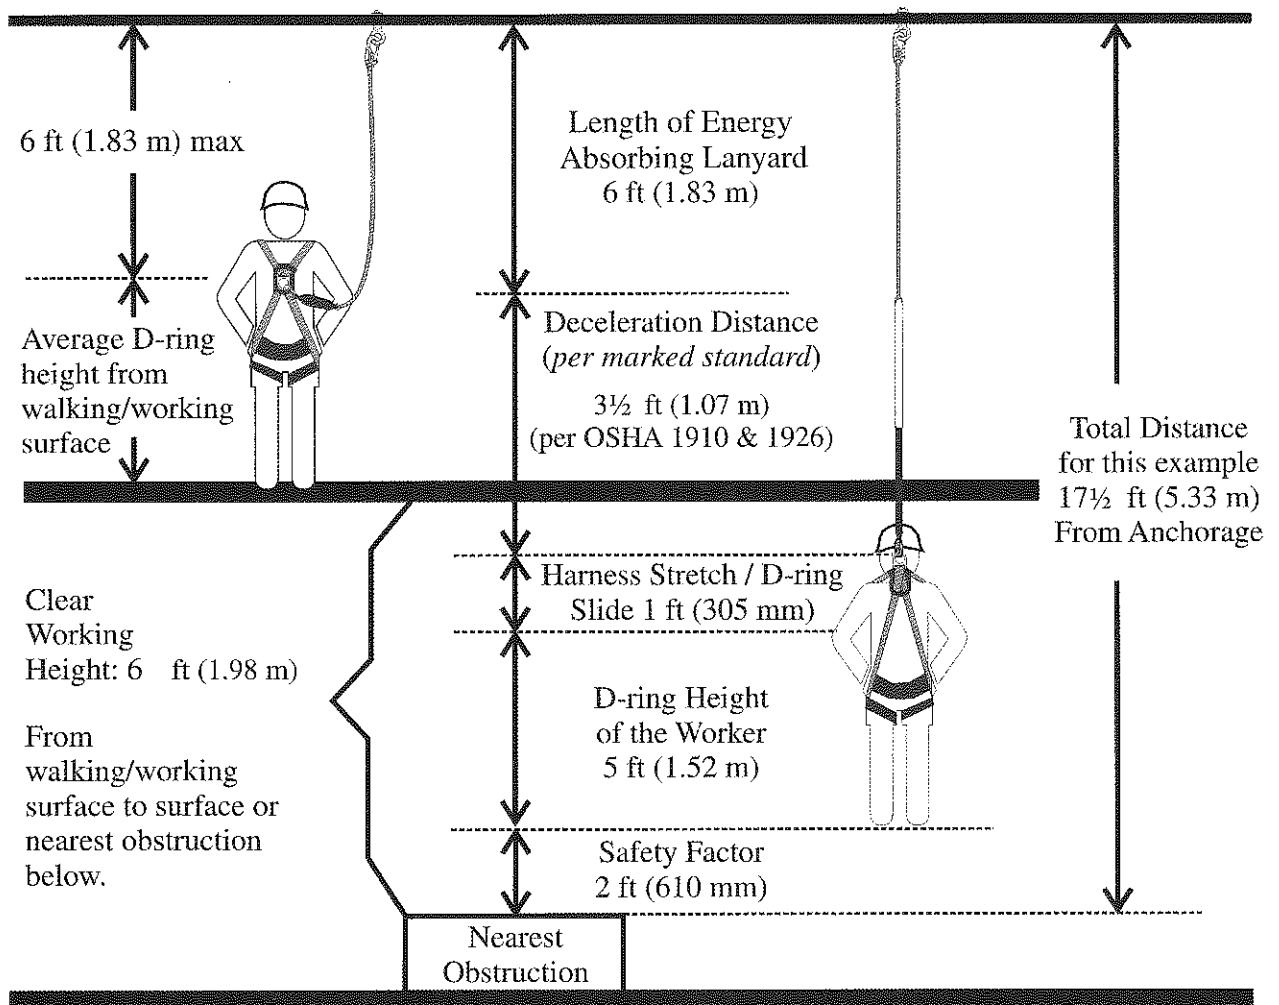 6 ft (1.83 m) max
Average D-ring
height from
walking/working
surface
Length of Energy
Absorbing Lanyard
6 ft (1.83 m)
Deceleration Distance
(per marked standard)
3½ ft (1.07 m)
(per OSHA 1910 & 1926)
Total Distance
for this example
17½ ft (5.33 m)
From Anchorage
Clear
Working
Height: 6 ft (1.98 m)
From
walking/working
surface to surface or
nearest obstruction
below.
Harness Stretch / D-ring
Slide 1 ft (305 mm)
D-ring Height
of the Worker
5 ft (1.52 m)
Safety Factor
2 ft (610 mm)
Nearest
Obstruction